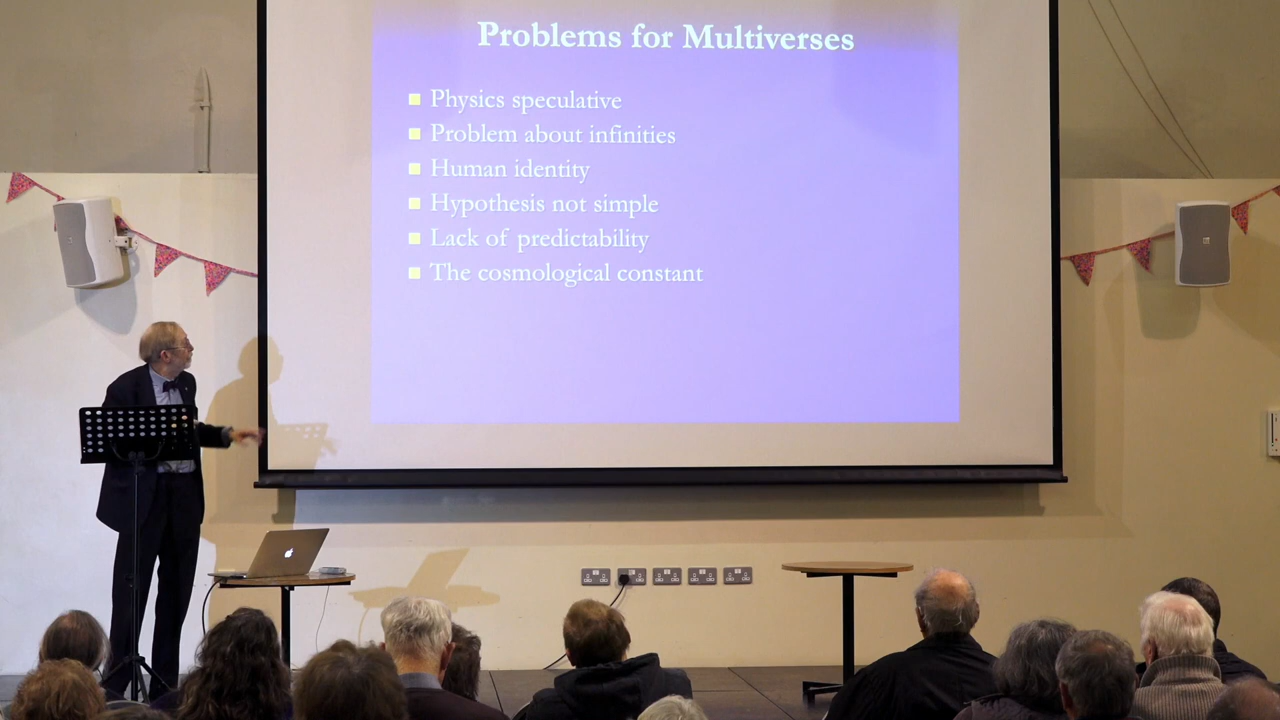 Problems for Multiverses
Physics speculative
Problem about infinities
Human identity
Hypothesis not simple
Lack of predictability
The cosmological constant